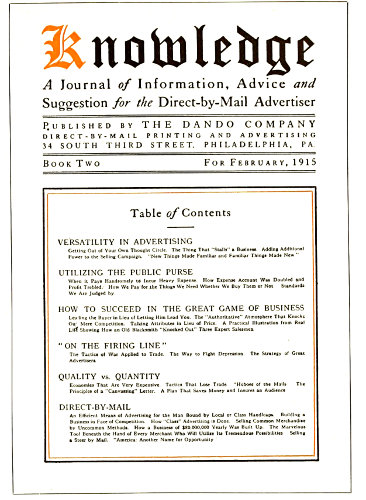 Knowledge
A Journal of Information, Advice and
Suggestion for the Direct-by-Mail Advertiser
PUBLISHED BY THE DANDO COMPANY
DIRECT-BY-MAIL PRINTING AND ADVERTISING
34 SOUTH THIRD STREET, PHILADELPHIA, PA.
BOOK TWO FOR FEBRUARY, 1915
Table of Contents
VERSATILITY IN ADVERTISING
Getting Out of Your Own Thought Circle. The Thing That "Stalls" a Business. Adding Additional
Power to the Selling Campaign. "New Things Made Familiar and Familiar Things Made New"
UTILIZING THE PUBLIC PURSE
When it Pays Handsomely to Incur Heavy Expense. How Expense Account Was Doubled and
Profit Trebled. How We Pay for the Things We Need Whether We Buy Them or Not. Standards
We Are Judged by
HOW TO SUCCEED IN THE GREAT GAME OF BUSINESS
Leading the Buyer in Lieu of Letting Him Lead You. The "Authoritative" Atmosphere That Knocks
Out Mere Competition. Talking Attributes in Lieu of Price. A Practical Illustration from Real
Life Showing How an Old Blacksmith "Knocked Out" Three Expert Salesmen
"ON THE FIRING LINE"
The Tactics of War Applied to Trade. The Way to Fight Depression. The Strategy of Great
Advertisers
QUALITY vs. QUANTITY
Economies That Are Very Expensive. Tactics That Lose Trade. "Hoboes of the Mails" The
Principle of a "Canvassing" Letter. A Plan That Saves Money and Insures an Audience
DIRECT-BY-MAIL
An Efficient Means of Advertising for the Man Bound by Local or Class Handicaps. Building a
Business in Face of Competition. How "Class" Advertising is Done. Selling Common Merchandise
by Uncommon Methods. How a Business of $80,000,000 Yearly Was Built Up. The Marvelous
Tool Beneath the Hand of Every Merchant Who Will Utilize Its Tremendous Possibilities. Selling
a Steer by Mail. "America: Another Name for Opportunity